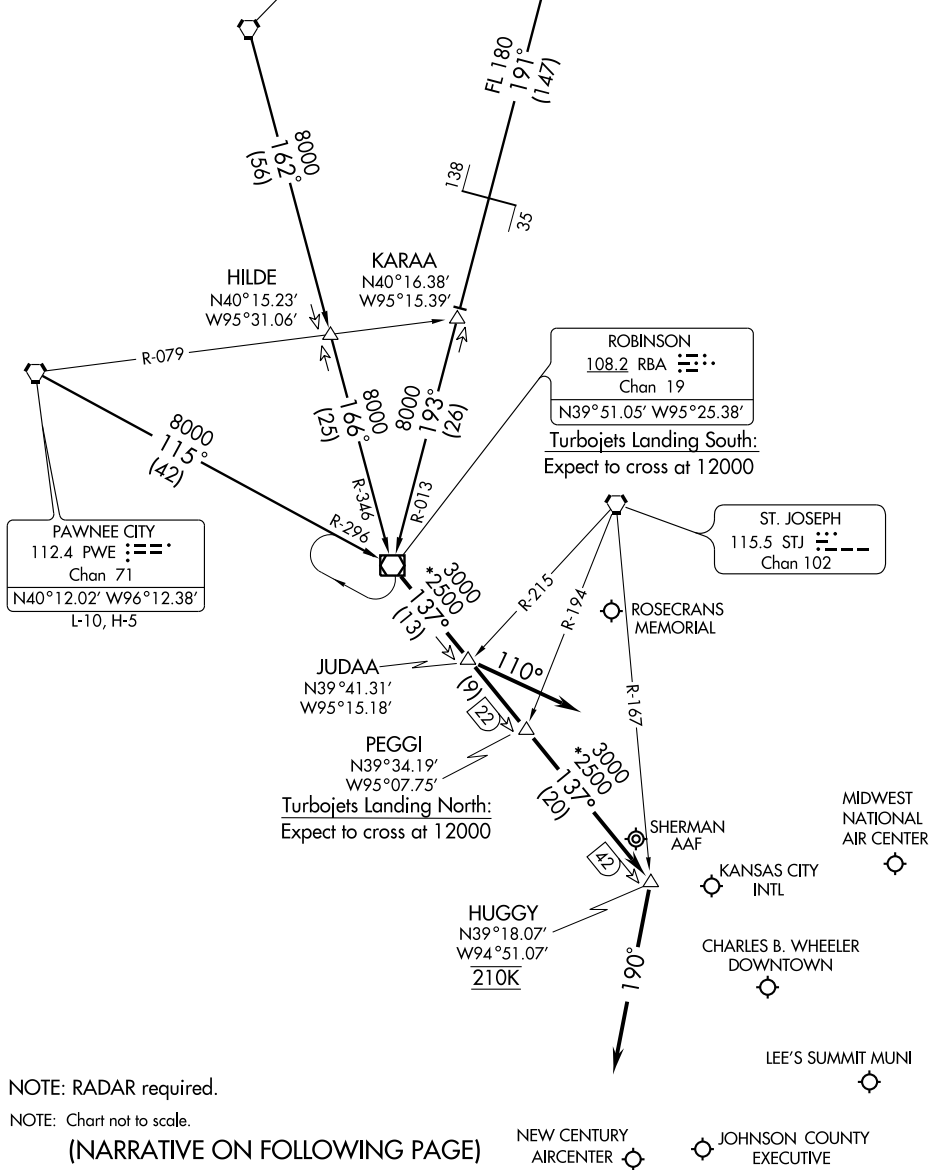 FL 180
191°
(147)
8000
162°
(56)
138
35
HILDE
N40°15.23'
W95°31.06'
KARAA
N40°16.38'
W95°15.39'
R-079
ROBINSON
108.2 RBA
Chan 19
N39°51.05' W95°25.38'
Turbojets Landing South:
Expect to cross at 12000
8000
166°
(25)
8000
193°
(26)
8000
115°
(42)
R-346
R-013
R-296
PAWNEE CITY
112.4 PWE
Chan 71
N40°12.02' W96°12.38'
L-10, H-5
ST. JOSEPH
115.5 STJ
Chan 102
3000
*2500
137°
(13)
R-215
R-194
R-167
ROSECRANS
MEMORIAL
JUDAA
N39°41.31'
W95°15.18'
110°
(9)
22
PEGGI
N39°34.19'
W95°07.75'
Turbojets Landing North:
Expect to cross at 12000
3000
*2500
137°
(20)
MIDWEST
NATIONAL
AIR CENTER
SHERMAN
AAF
42
KANSAS CITY
INTL
HUGGY
N39°18.07'
W94°51.07'
210K
190°
CHARLES B. WHEELER
DOWNTOWN
LEE'S SUMMIT MUNI
NOTE: RADAR required.
NOTE: Chart not to scale.
(NARRATIVE ON FOLLOWING PAGE)
NEW CENTURY
AIRCENTER
JOHNSON COUNTY
EXECUTIVE